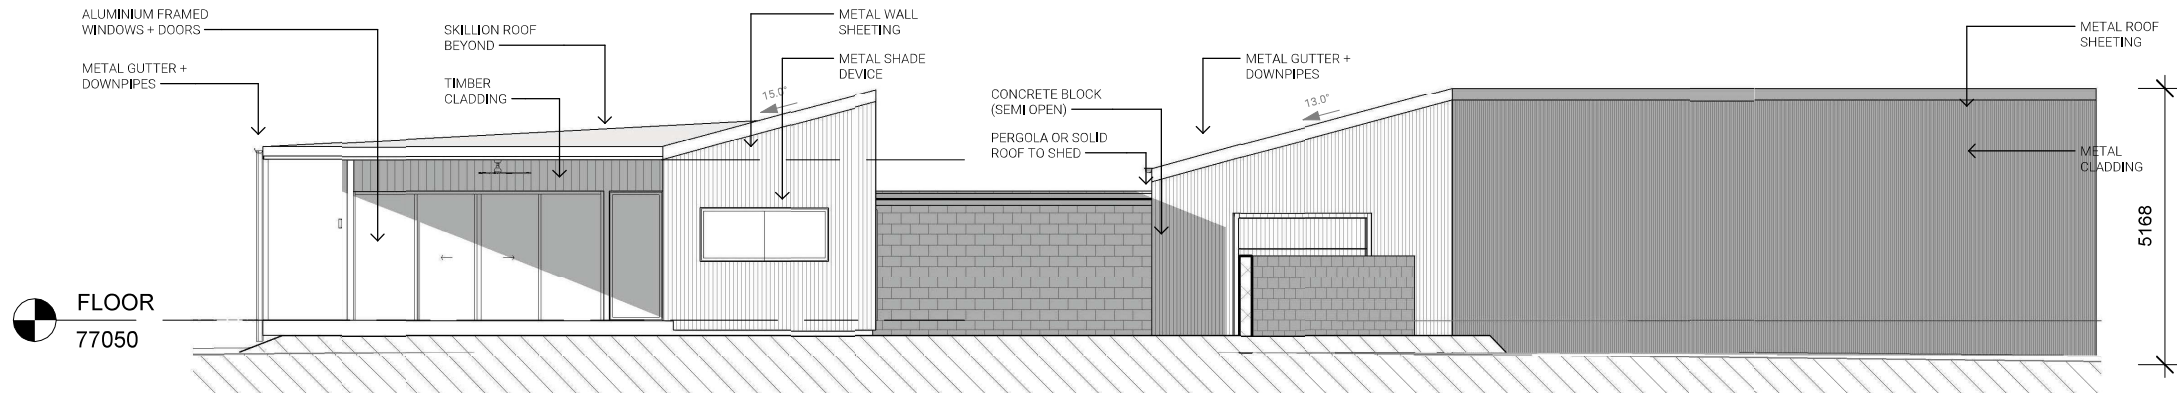 ALUMINIUM FRAMED
WINDOWS + DOORS
METAL GUTTER +
DOWNPIPES
SKILLION ROOF
BEYOND
TIMBER
CLADDING
METAL WALL
SHEETING
METAL SHADE
DEVICE
15.0°
CONCRETE BLOCK
(SEMI OPEN)
PERGOLA OR SOLID
ROOF TO SHED
METAL GUTTER +
DOWNPIPES
13.0°
METAL ROOF
SHEETING
METAL
CLADDING
5168
FLOOR
77050